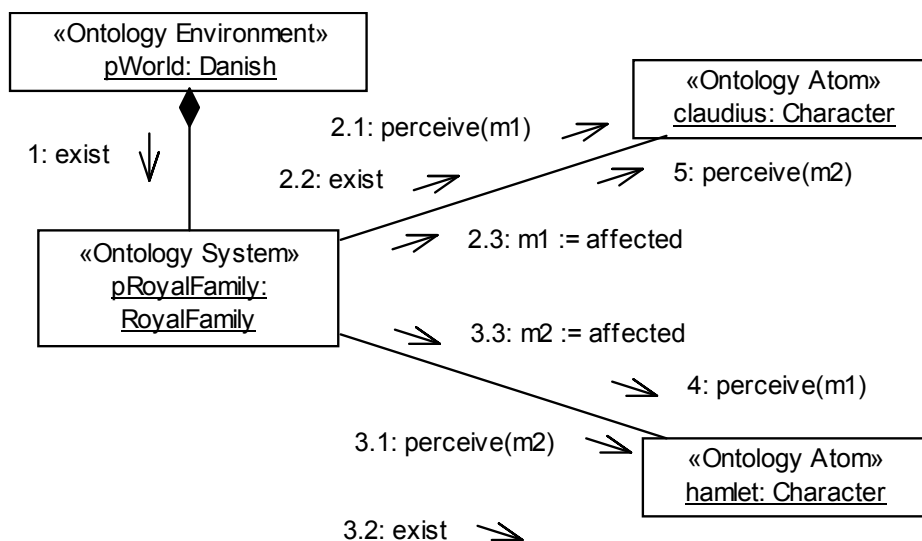 «Ontology Environment»
pWorld: Danish
«Ontology Atom»
claudius: Character
2.1: perceive(m1)
1: exist
2.2: exist
5: perceive(m2)
«Ontology System»
pRoyalFamily:
RoyalFamily
2.3: m1 := affected
3.3: m2 := affected
4: perceive(m1)
3.1: perceive(m2)
«Ontology Atom»
hamlet: Character
3.2: exist